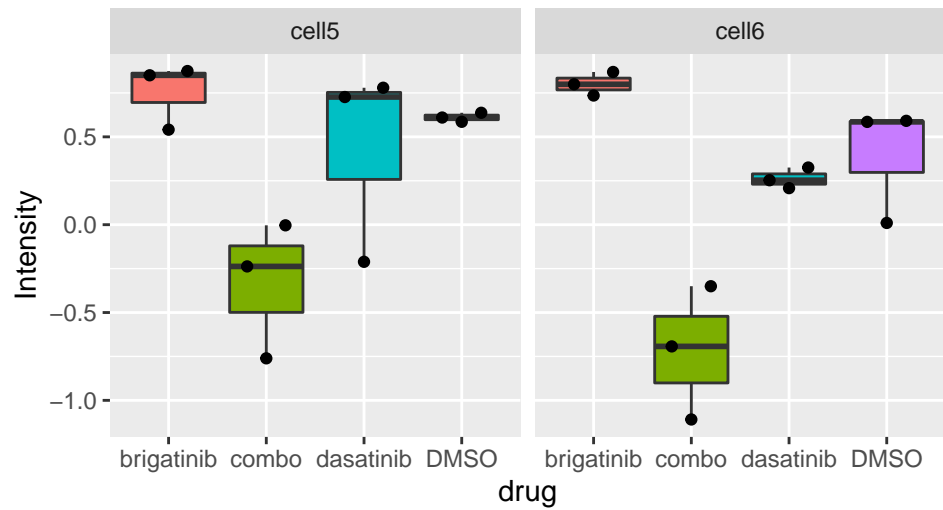 cell5 cell6
Intensity
0.5
0.0
−0.5
−1.0
brigatinib combo dasatinib DMSO brigatinib combo dasatinib DMSO
drug